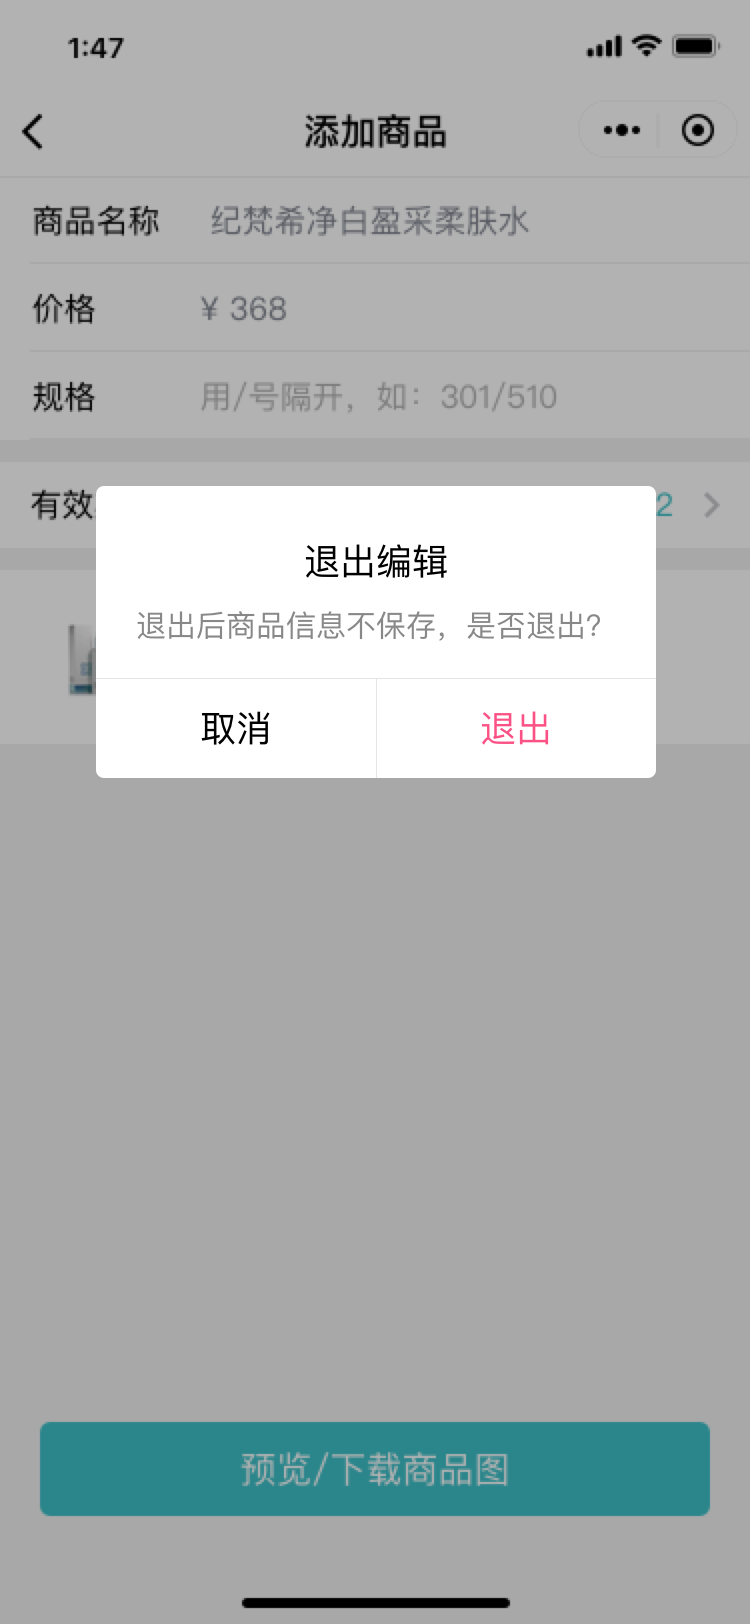 1:47
添加商品
商品名称 纪梵希净白盈采柔肤水
价格 ¥ 368
规格 用/号隔开，如：301/510
有效 2
退出编辑
退出后商品信息不保存，是否退出?
取消 退出
预览/下载商品图